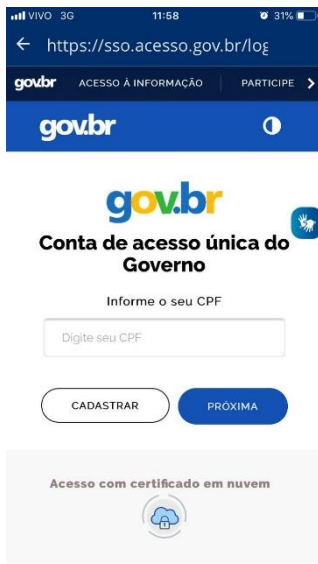 VIVO 3G 11:58 31%
https://sso.acesso.gov.br/log
gov.br ACESSO À INFORMAÇÃO PARTICIPE
gov.br
gov.br
Conta de acesso única do
Governo
Informe o seu CPF
Digite seu CPF
CADASTRAR PRÓXIMA
Acesso com certificado em nuvem